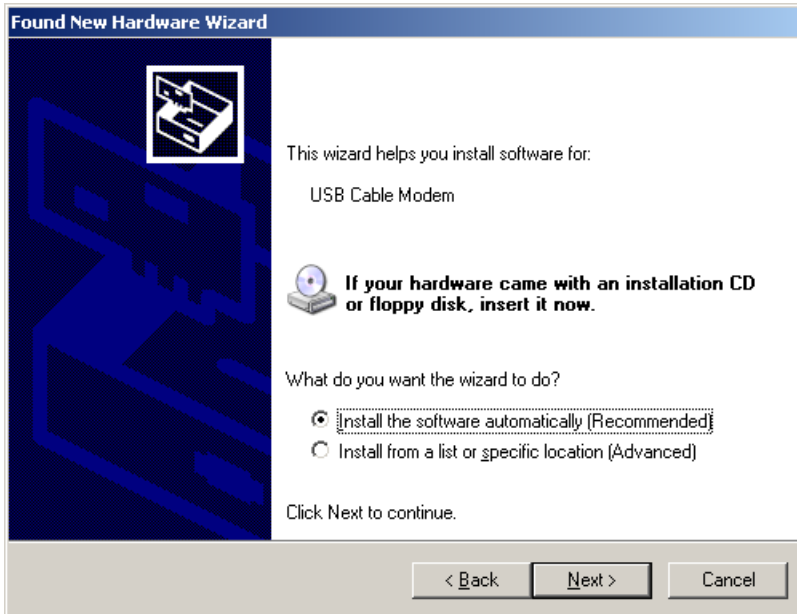 Found New Hardware Wizard
This wizard helps you install software for:
USB Cable Modem
If your hardware came with an installation CD
or floppy disk, insert it now.
What do you want the wizard to do?
Install the software automatically (Recommended)
Install from a list or specific location (Advanced)
Click Next to continue.
< Back Next > Cancel